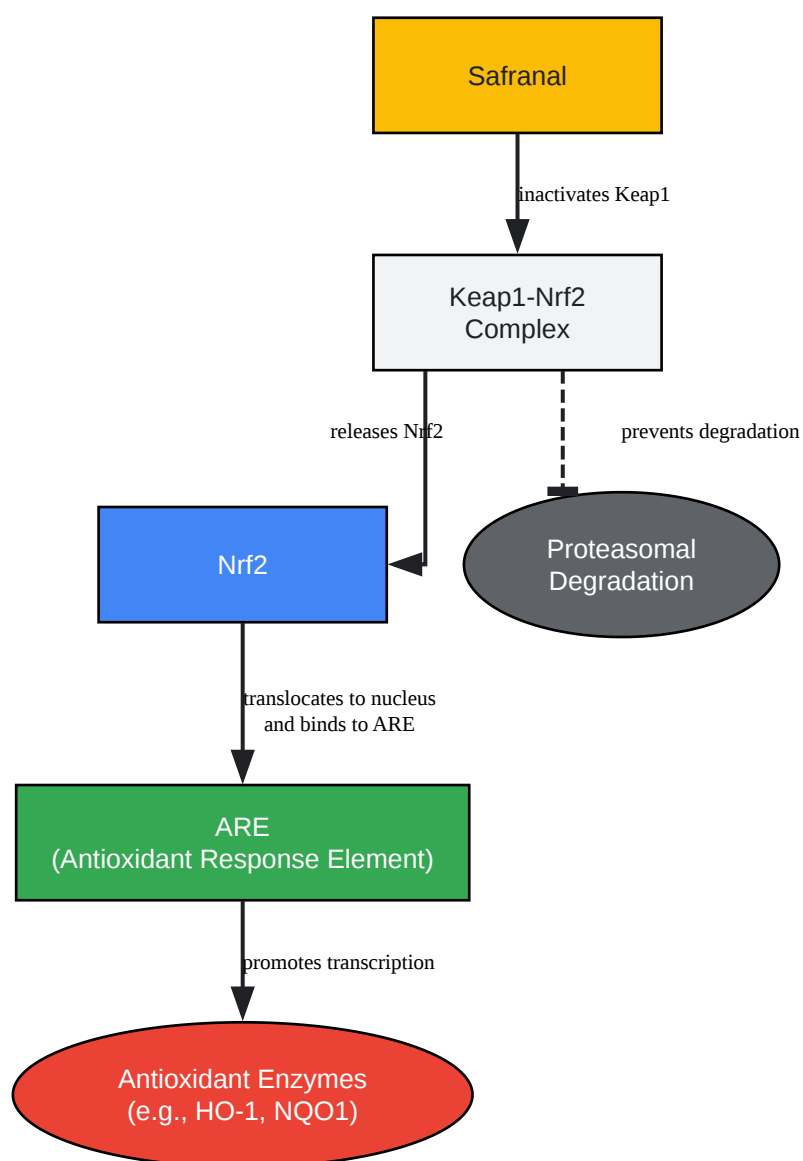 Safranal
inactivates Keap1
Keap1-Nrf2
Complex
releases Nrf2
prevents degradation
Nrf2
Proteasomal
Degradation
translocates to nucleus
and binds to ARE
ARE
(Antioxidant Response Element)
promotes transcription
Antioxidant Enzymes
(e.g., HO-1, NQO1)